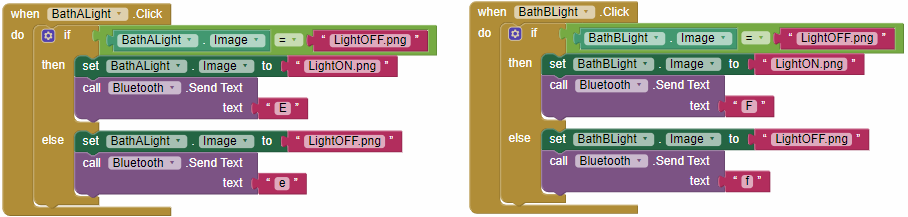 when BathALight .Click
do if BathALight . Image = “ LightOFF.png ”
then set BathALight . Image to “ LightON.png ”
call Bluetooth .Send Text
text “ E ”
else set BathALight . Image to “ LightOFF.png ”
call Bluetooth .Send Text
text “ e ”
when BathBLight .Click
do if BathBLight . Image = “ LightOFF.png ”
then set BathBLight . Image to “ LightON.png ”
call Bluetooth .Send Text
text “ F ”
else set BathBLight . Image to “ LightOFF.png ”
call Bluetooth .Send Text
text “ f ”